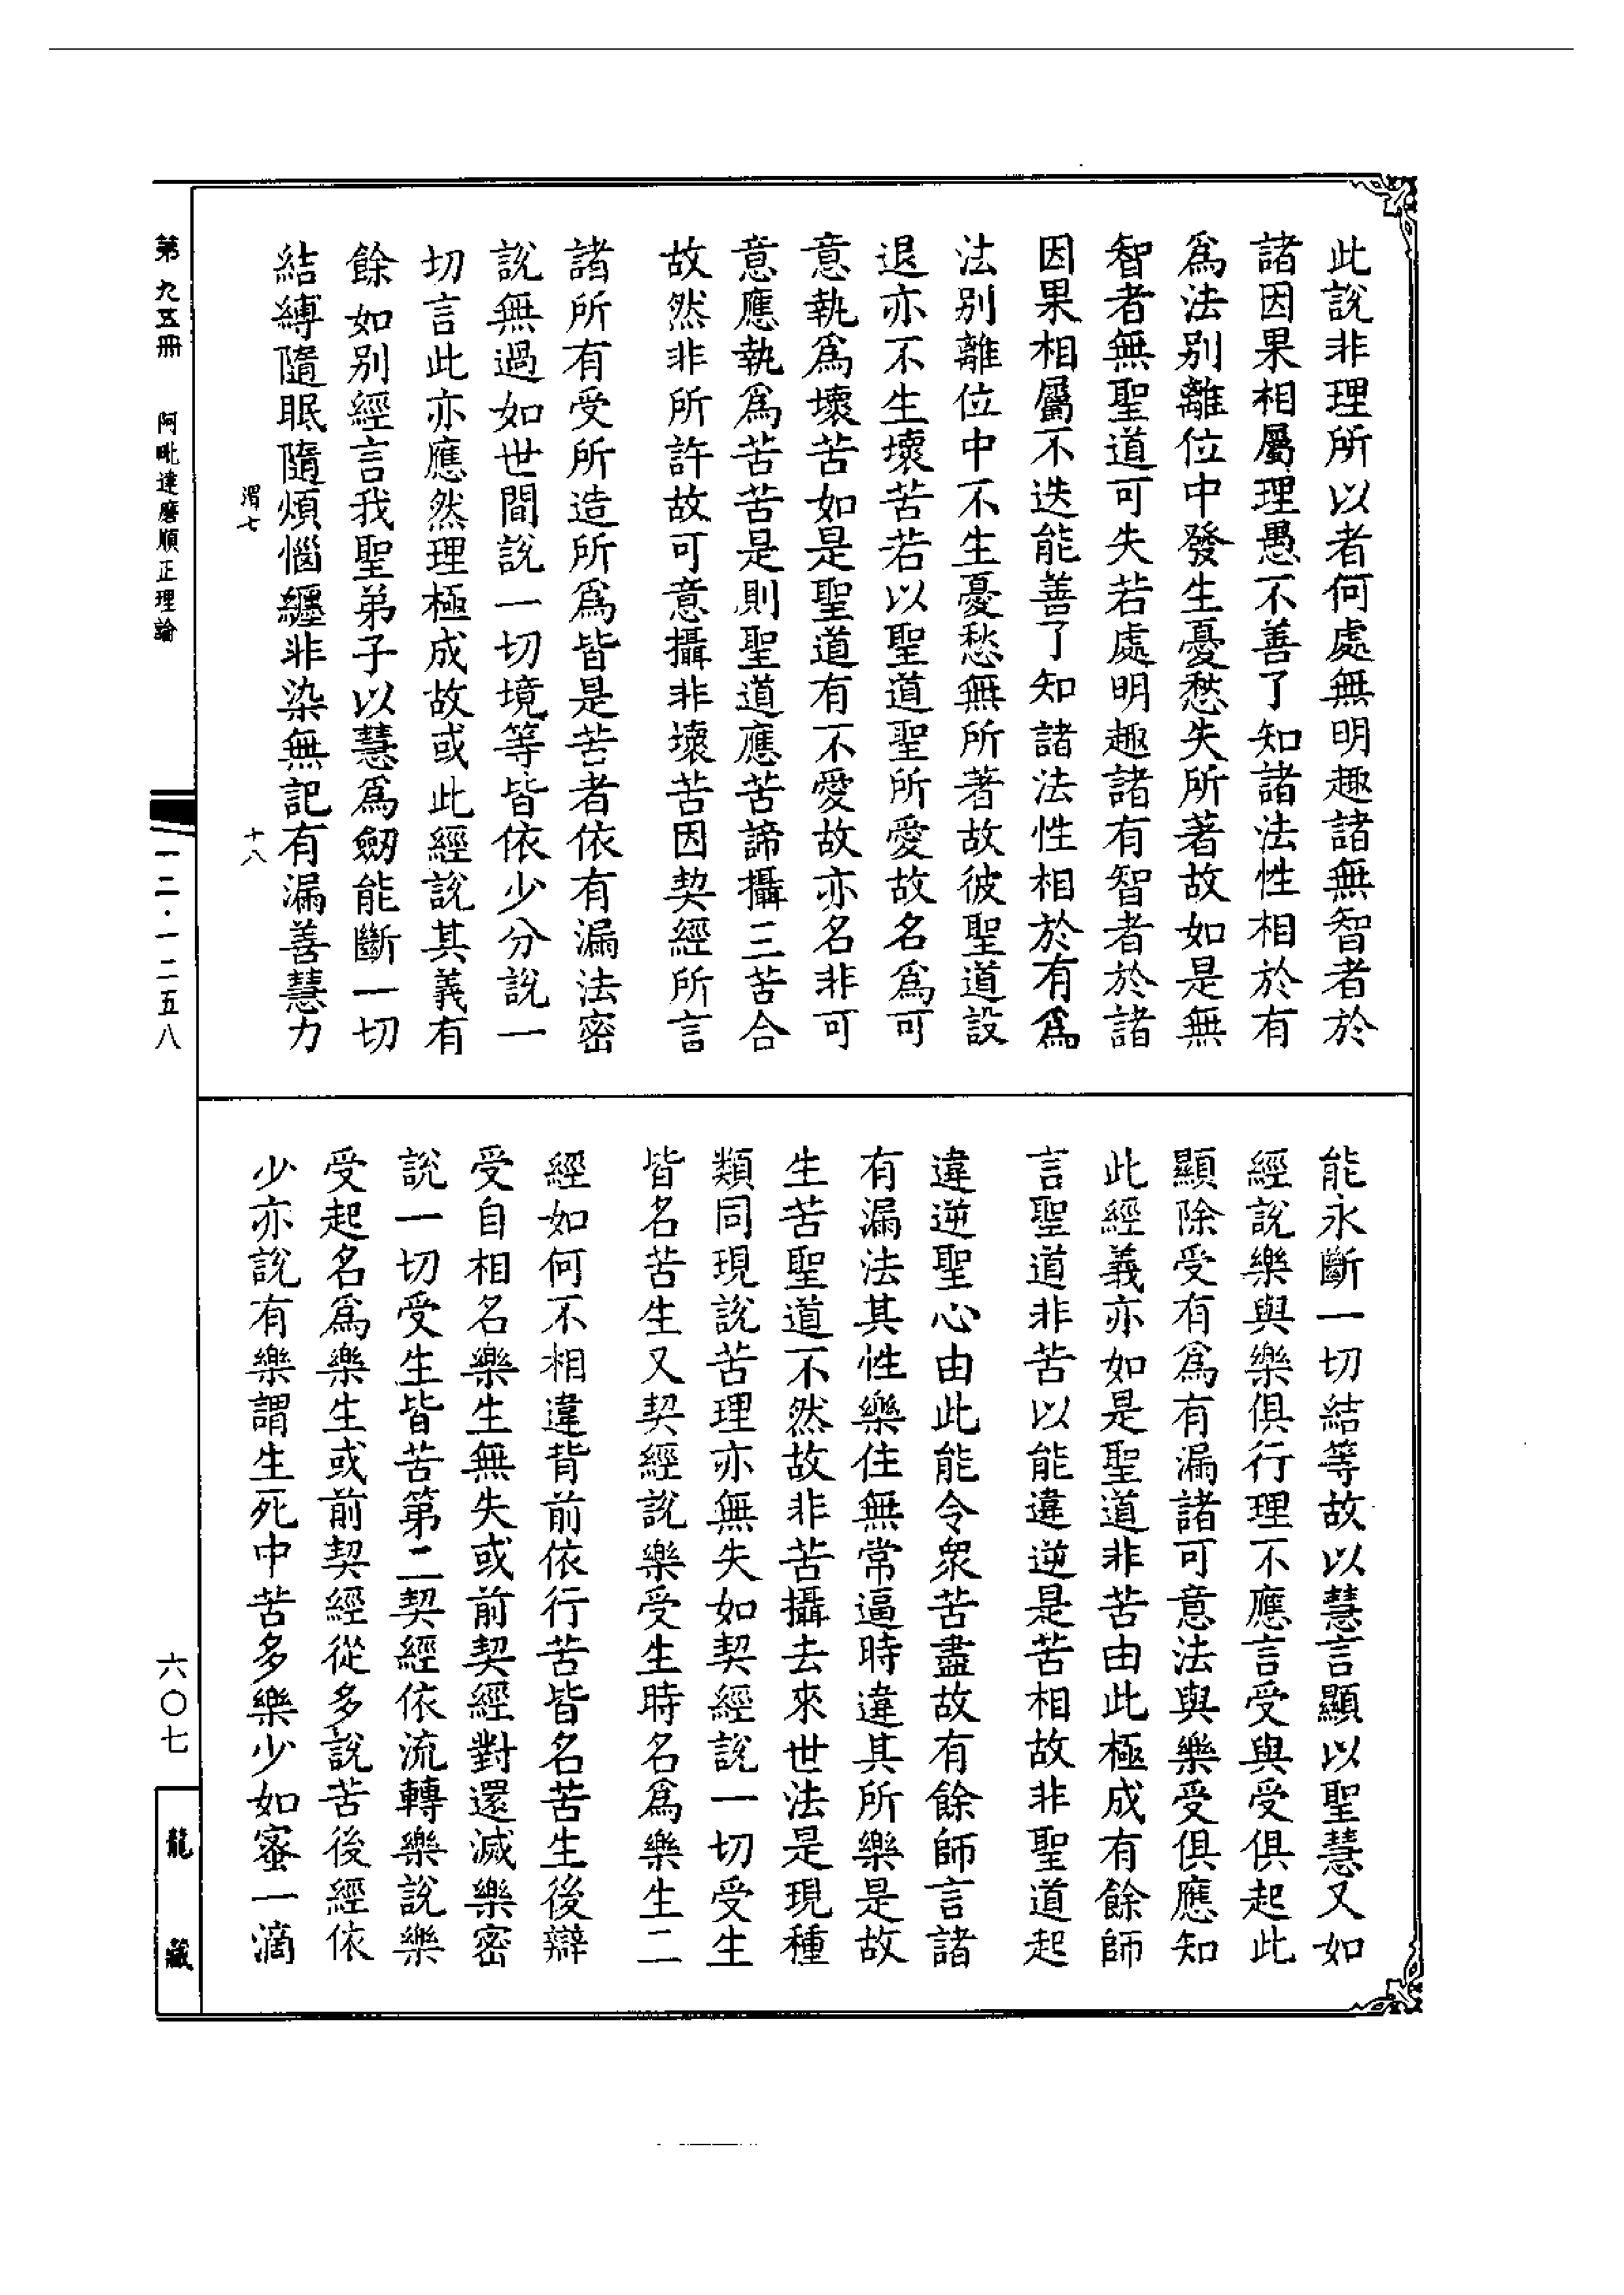 此說非理所以者何處無明趣諸無智者於
諸因果相屬理愚不善了知諸法性相於有
為法別離位中發生憂愁失所著故如是無
智者無聖道可失若處明趣諸有智者於諸
因果相屬不迭能善了知諸法性相於有為
法別離位中不生憂愁無所著故彼聖道設
退亦不生壞苦若以聖道聖所愛故名為可
意執為壞苦如是聖道有不愛故亦名非可
意應執為苦苦是則聖道應苦諦攝三苦合
故然非所許故可意攝非壞苦因契經所言
諸所有受所造所為皆是苦者依有漏法密
說無過如世間說一切境等皆依少分說一
切言此亦應然理極成故或此經說其義有
餘如別經言我聖弟子以慧為劒能斷一切
結縛隨眠隨煩惱纏非染無記有漏善慧力
渭七
十八
能永斷一切結等故以慧言顯以聖慧又如
經說樂與樂俱行理不應言受與受俱起此
顯除受有為有漏諸可意法與樂受俱應知
此經義亦如是聖道非苦由此極成有餘師
言聖道非苦以能違逆是苦相故非聖道起
違逆聖心由此能令眾苦盡故有餘師言諸
有漏法其性樂住無常逼時違其所樂是故
生苦聖道不然故非苦攝去來世法是現種
類同現說苦理亦無失如契經說一切受生
皆名苦生又契經說樂受生時名為樂生二
經如何不相違背前依行苦皆名苦生後辯
受自相名樂生無失或前契經對還滅樂密
說一切受生皆苦第二契經依流轉樂說樂
受起名為樂生或前契經從多說苦後經依
少亦說有樂謂生死中苦多樂少如蜜一滴
第九五冊 阿毗達磨順正理論
一二·一二五八
六〇七
龍藏